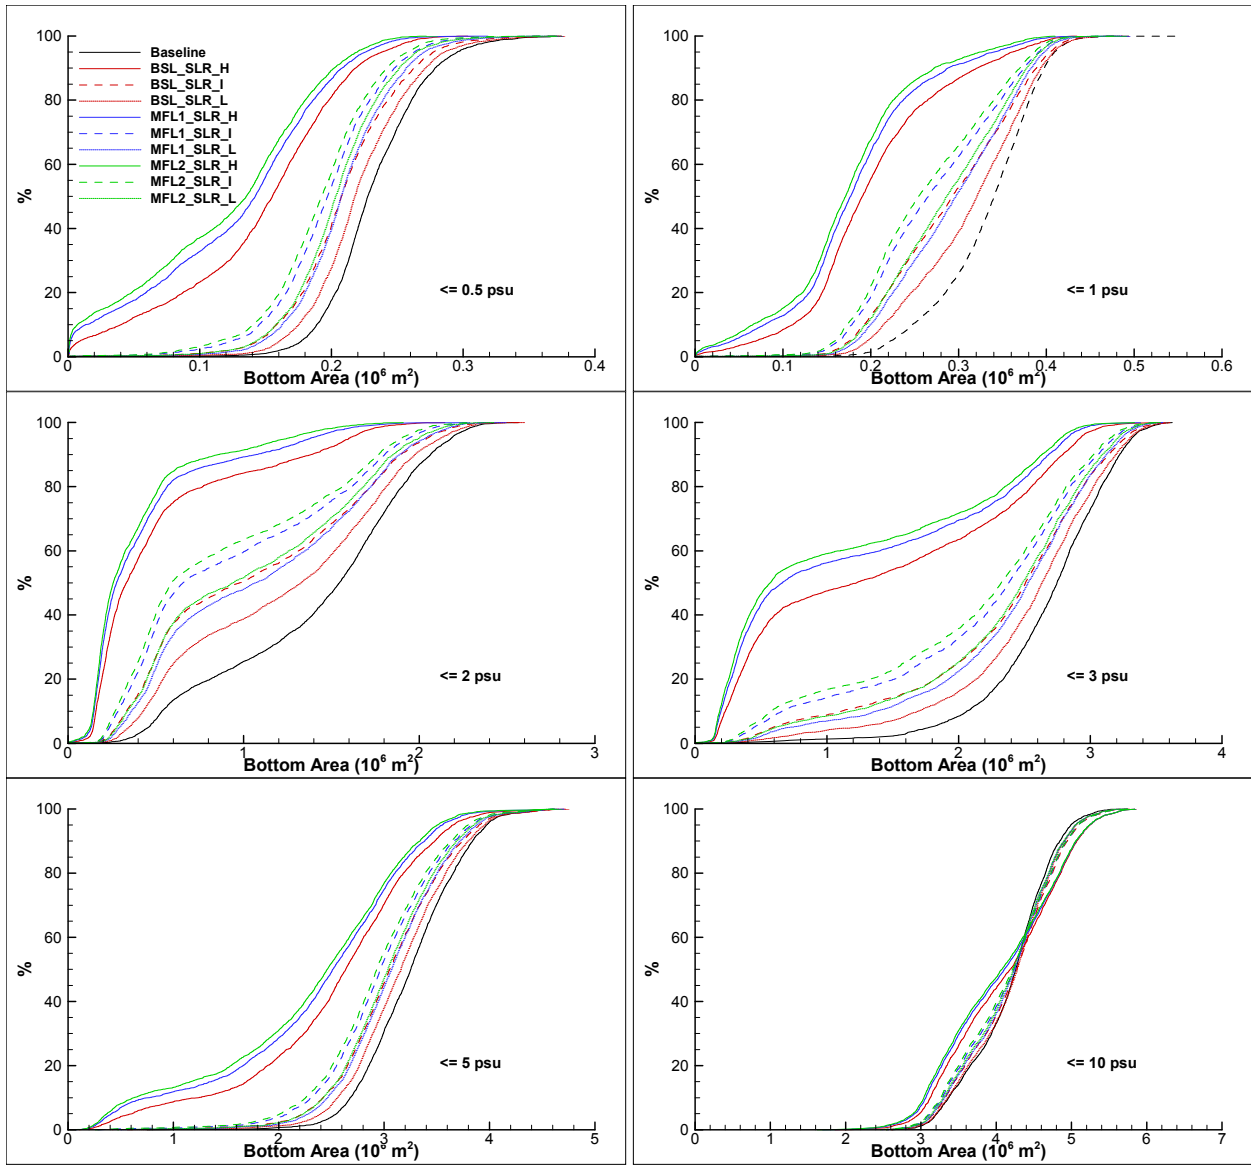 100
80
60
40
20
0
%
Baseline
BSL_SLR_H
BSL_SLR_I
BSL_SLR_L
MFL1_SLR_H
MFL1_SLR_I
MFL1_SLR_L
MFL2_SLR_H
MFL2_SLR_I
MFL2_SLR_L
<= 0.5 psu
0 0.1 0.2 0.3 0.4
Bottom Area (10⁶ m²)
100
80
60
40
20
0
%
<= 1 psu
0 0.1 0.2 0.3 0.4 0.5 0.6
Bottom Area (10⁶ m²)
100
80
60
40
20
0
%
<= 2 psu
0 1 2 3
Bottom Area (10⁶ m²)
100
80
60
40
20
0
%
<= 3 psu
0 1 2 3 4
Bottom Area (10⁶ m²)
100
80
60
40
20
0
%
<= 5 psu
0 1 2 3 4 5
Bottom Area (10⁶ m²)
100
80
60
40
20
0
%
<= 10 psu
0 1 2 3 4 5 6 7
Bottom Area (10⁶ m²)